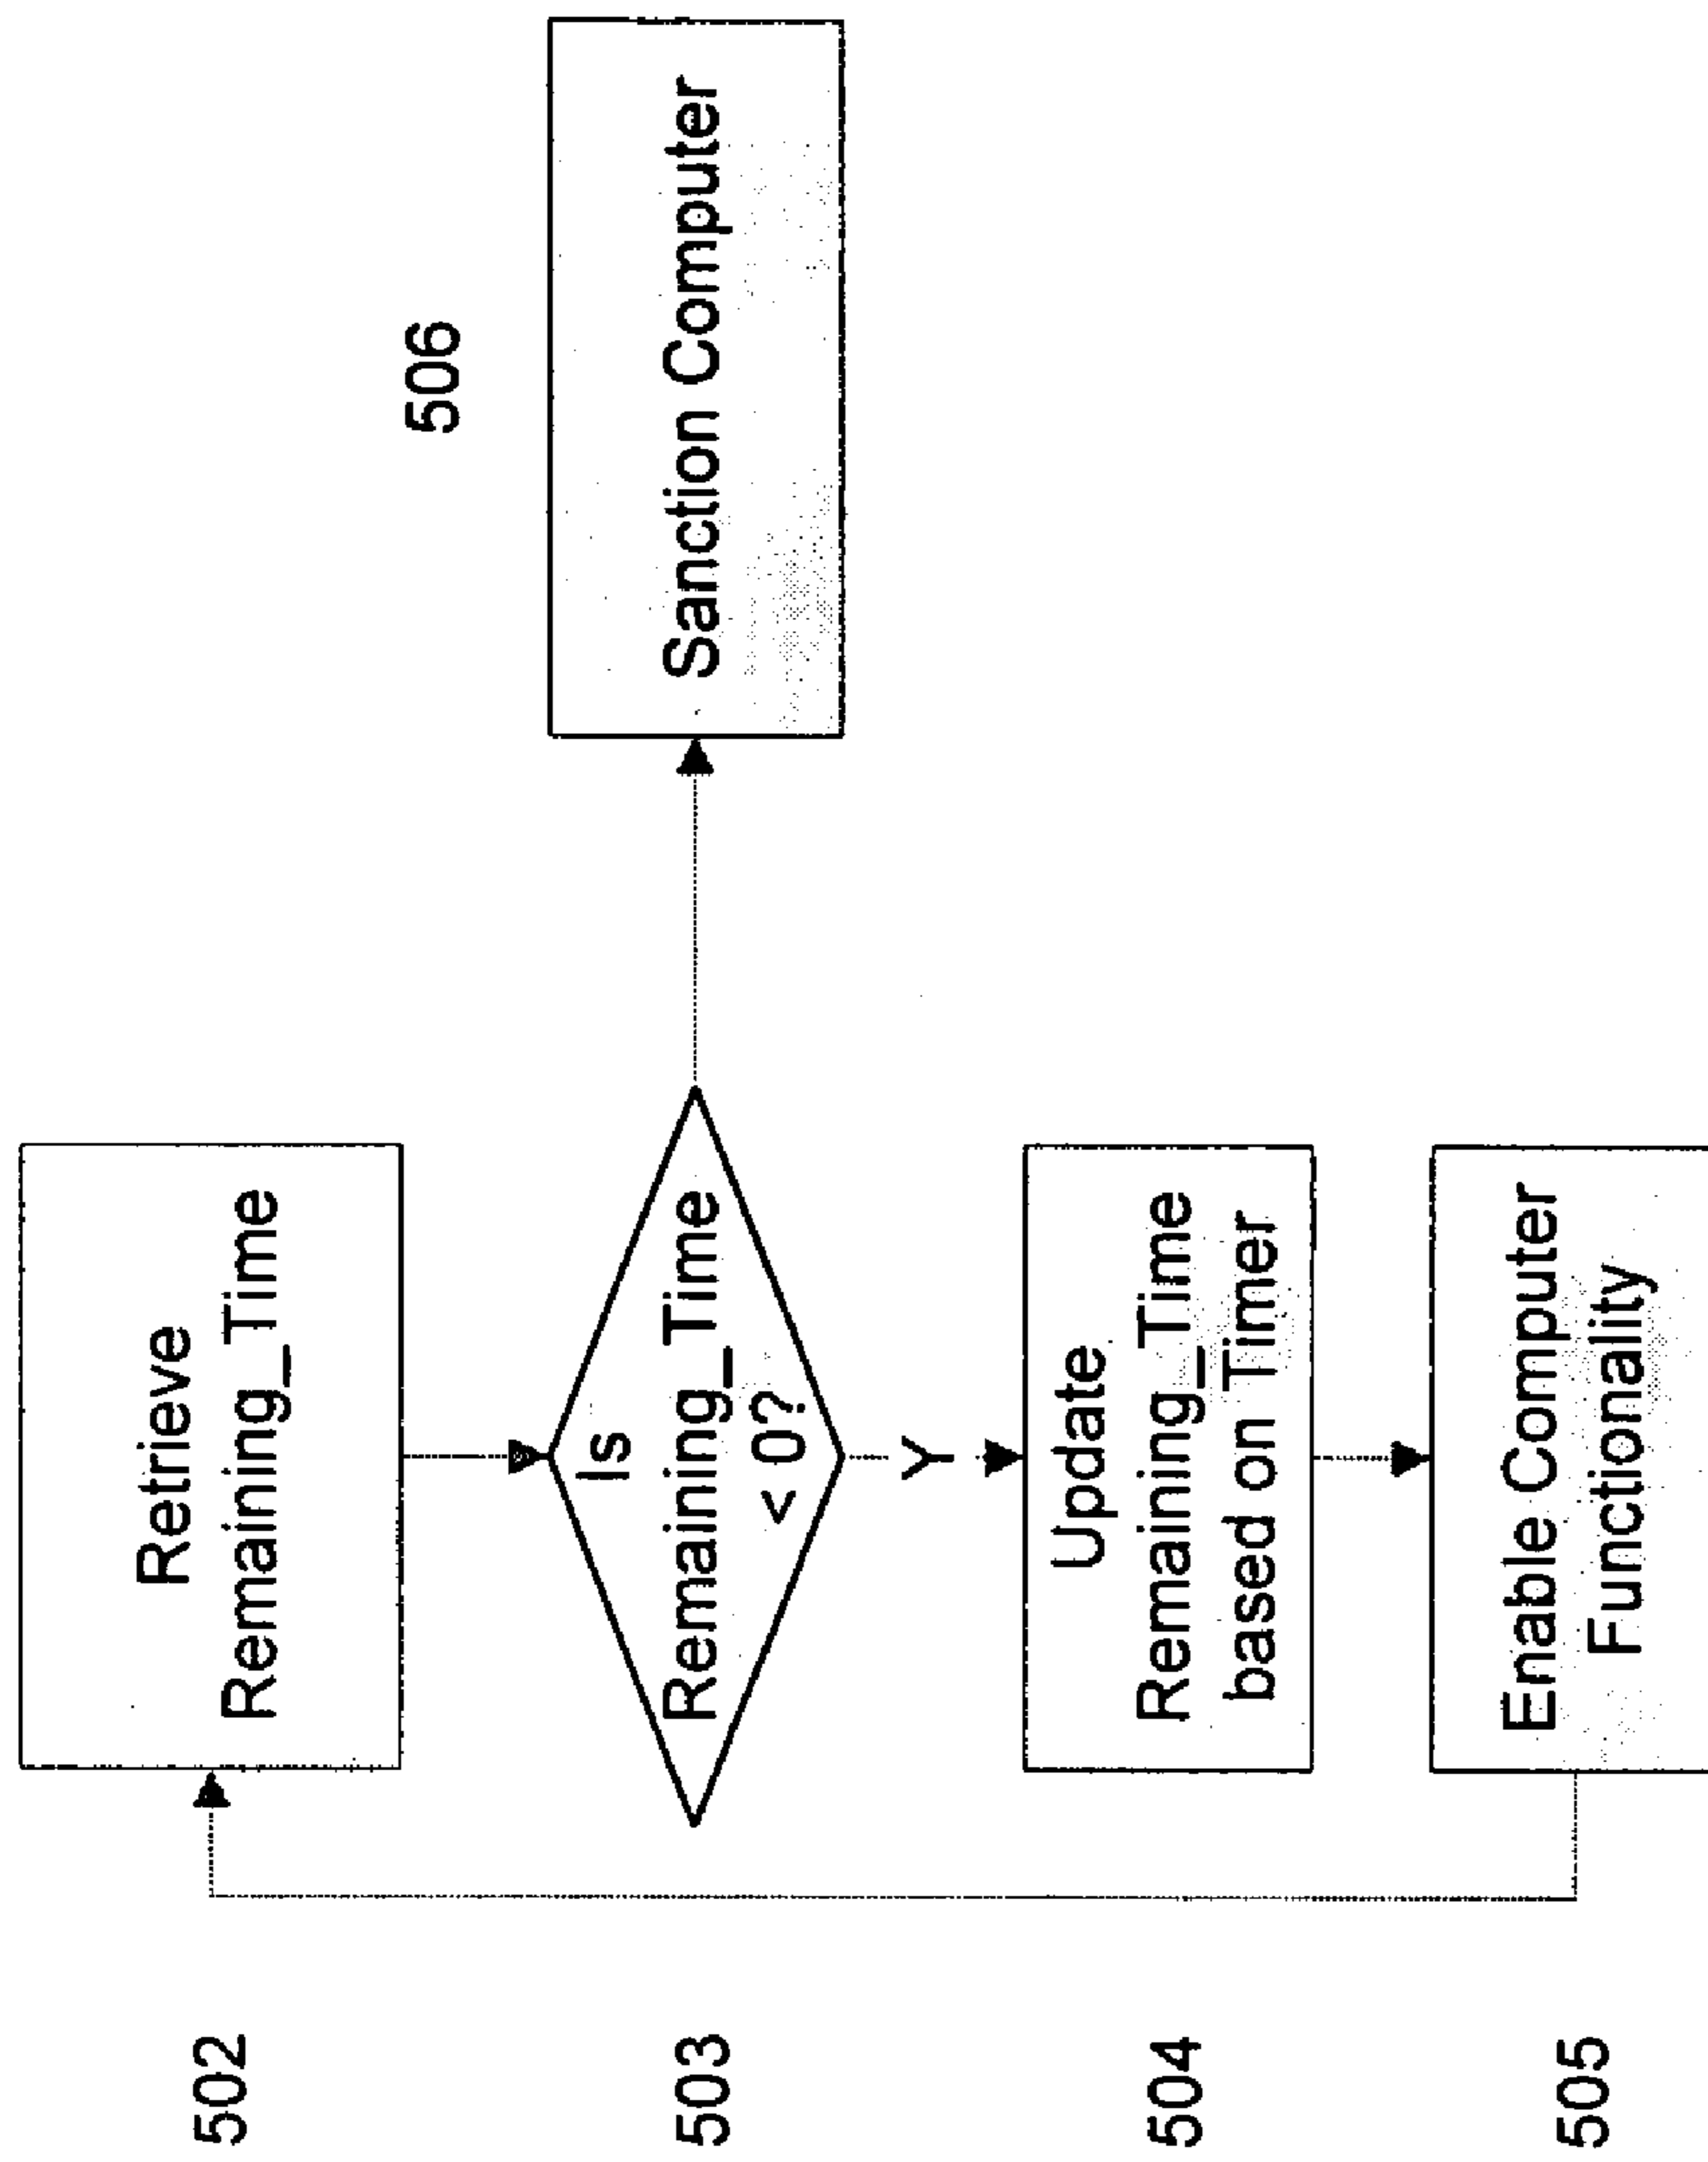 502
Retrieve
Remaining_Time
503
Is
Remaining_Time
< 0?
506
Sanction Computer
Y
504
Update
Remaining_Time
based on Timer
505
Enable Computer
Functionality